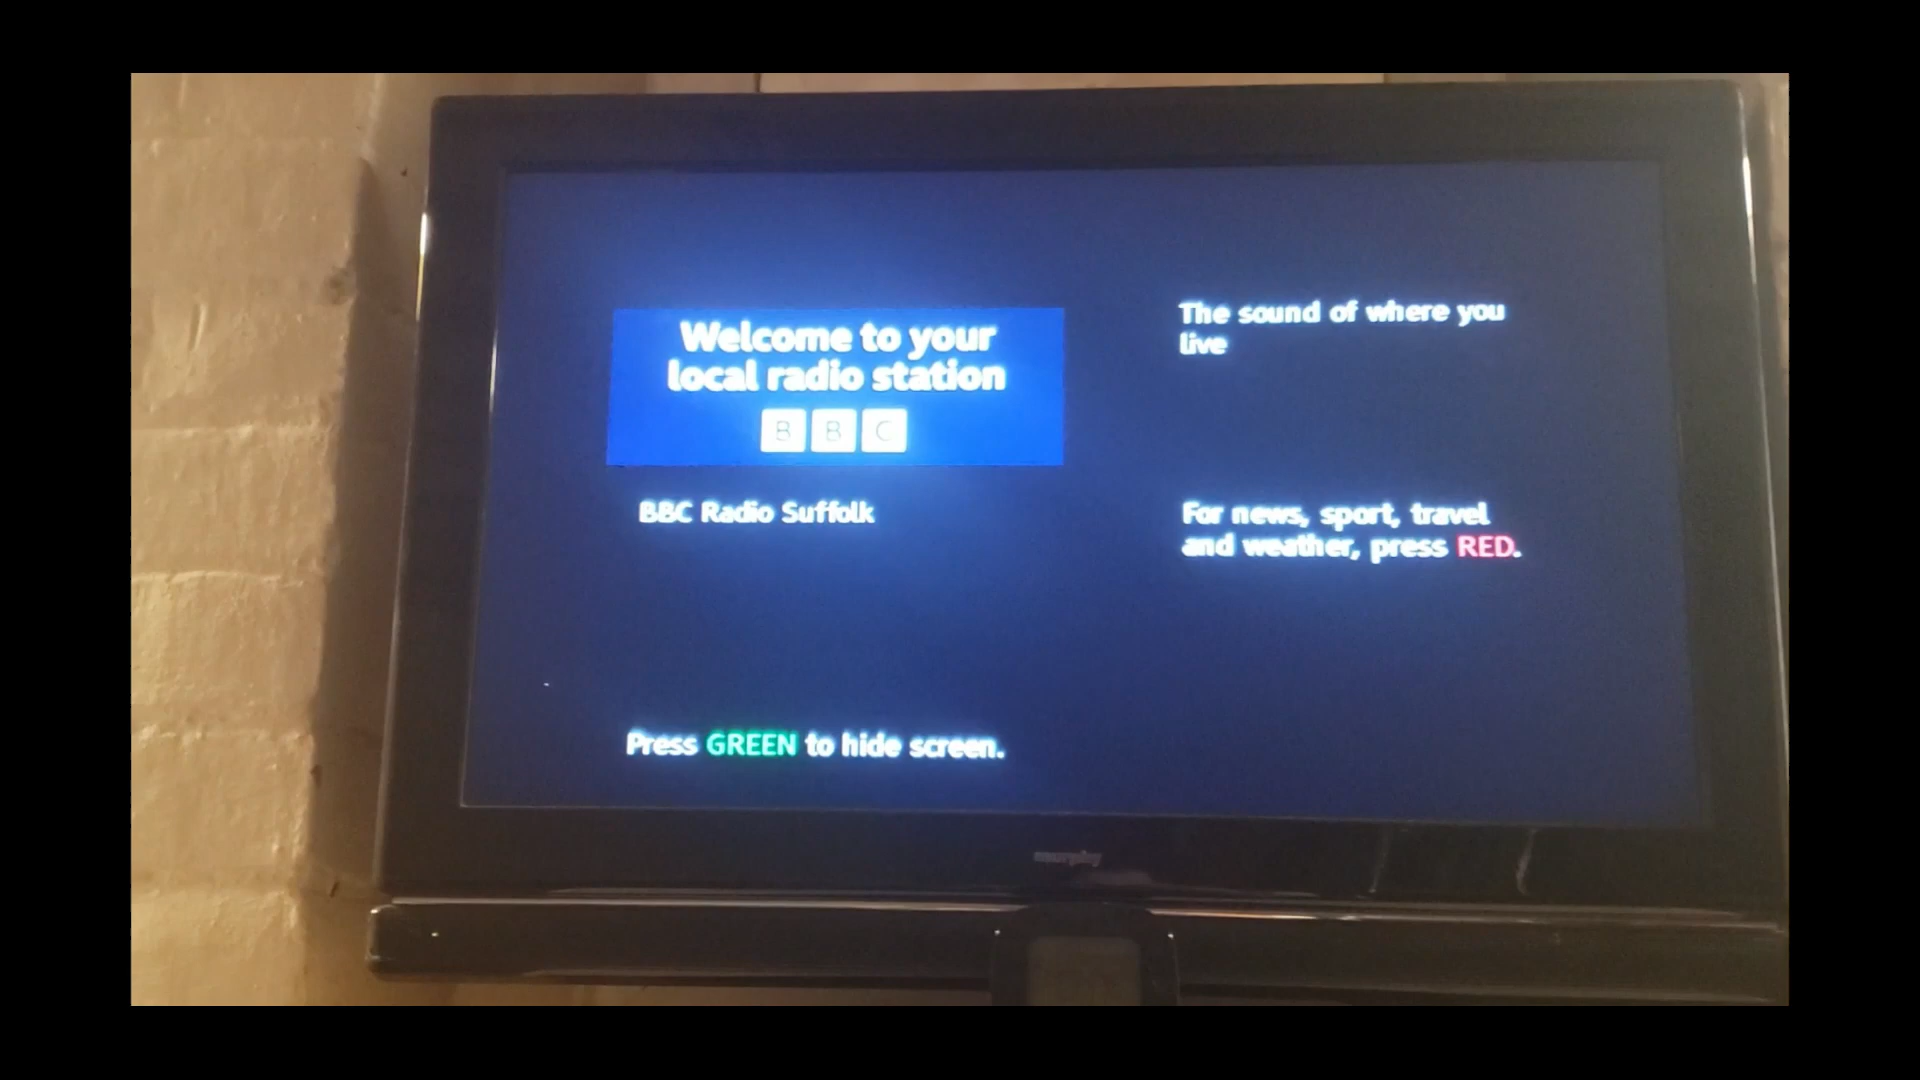 Welcome to your
local radio station
BBC
BBC Radio Suffolk
The sound of where you
live
For news, sport, travel
and weather, press RED.
Press GREEN to hide screen.